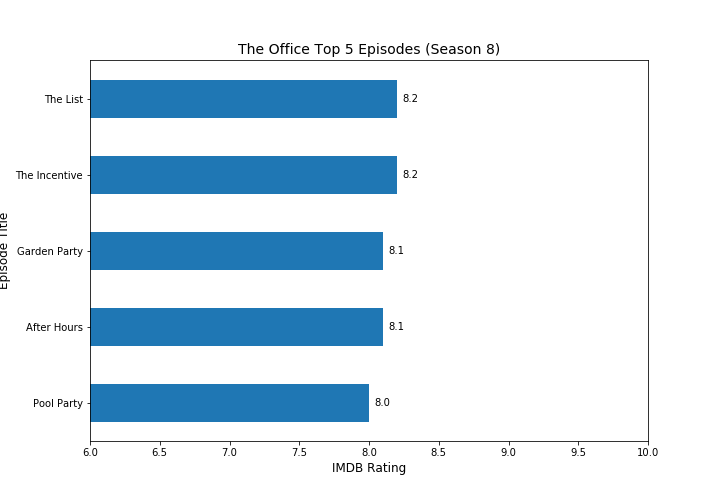 The Office Top 5 Episodes (Season 8)
The List
8.2
The Incentive
8.2
Garden Party
8.1
After Hours
8.1
Pool Party
8.0
Episode Title
6.0 6.5 7.0 7.5 8.0 8.5 9.0 9.5 10.0
IMDB Rating